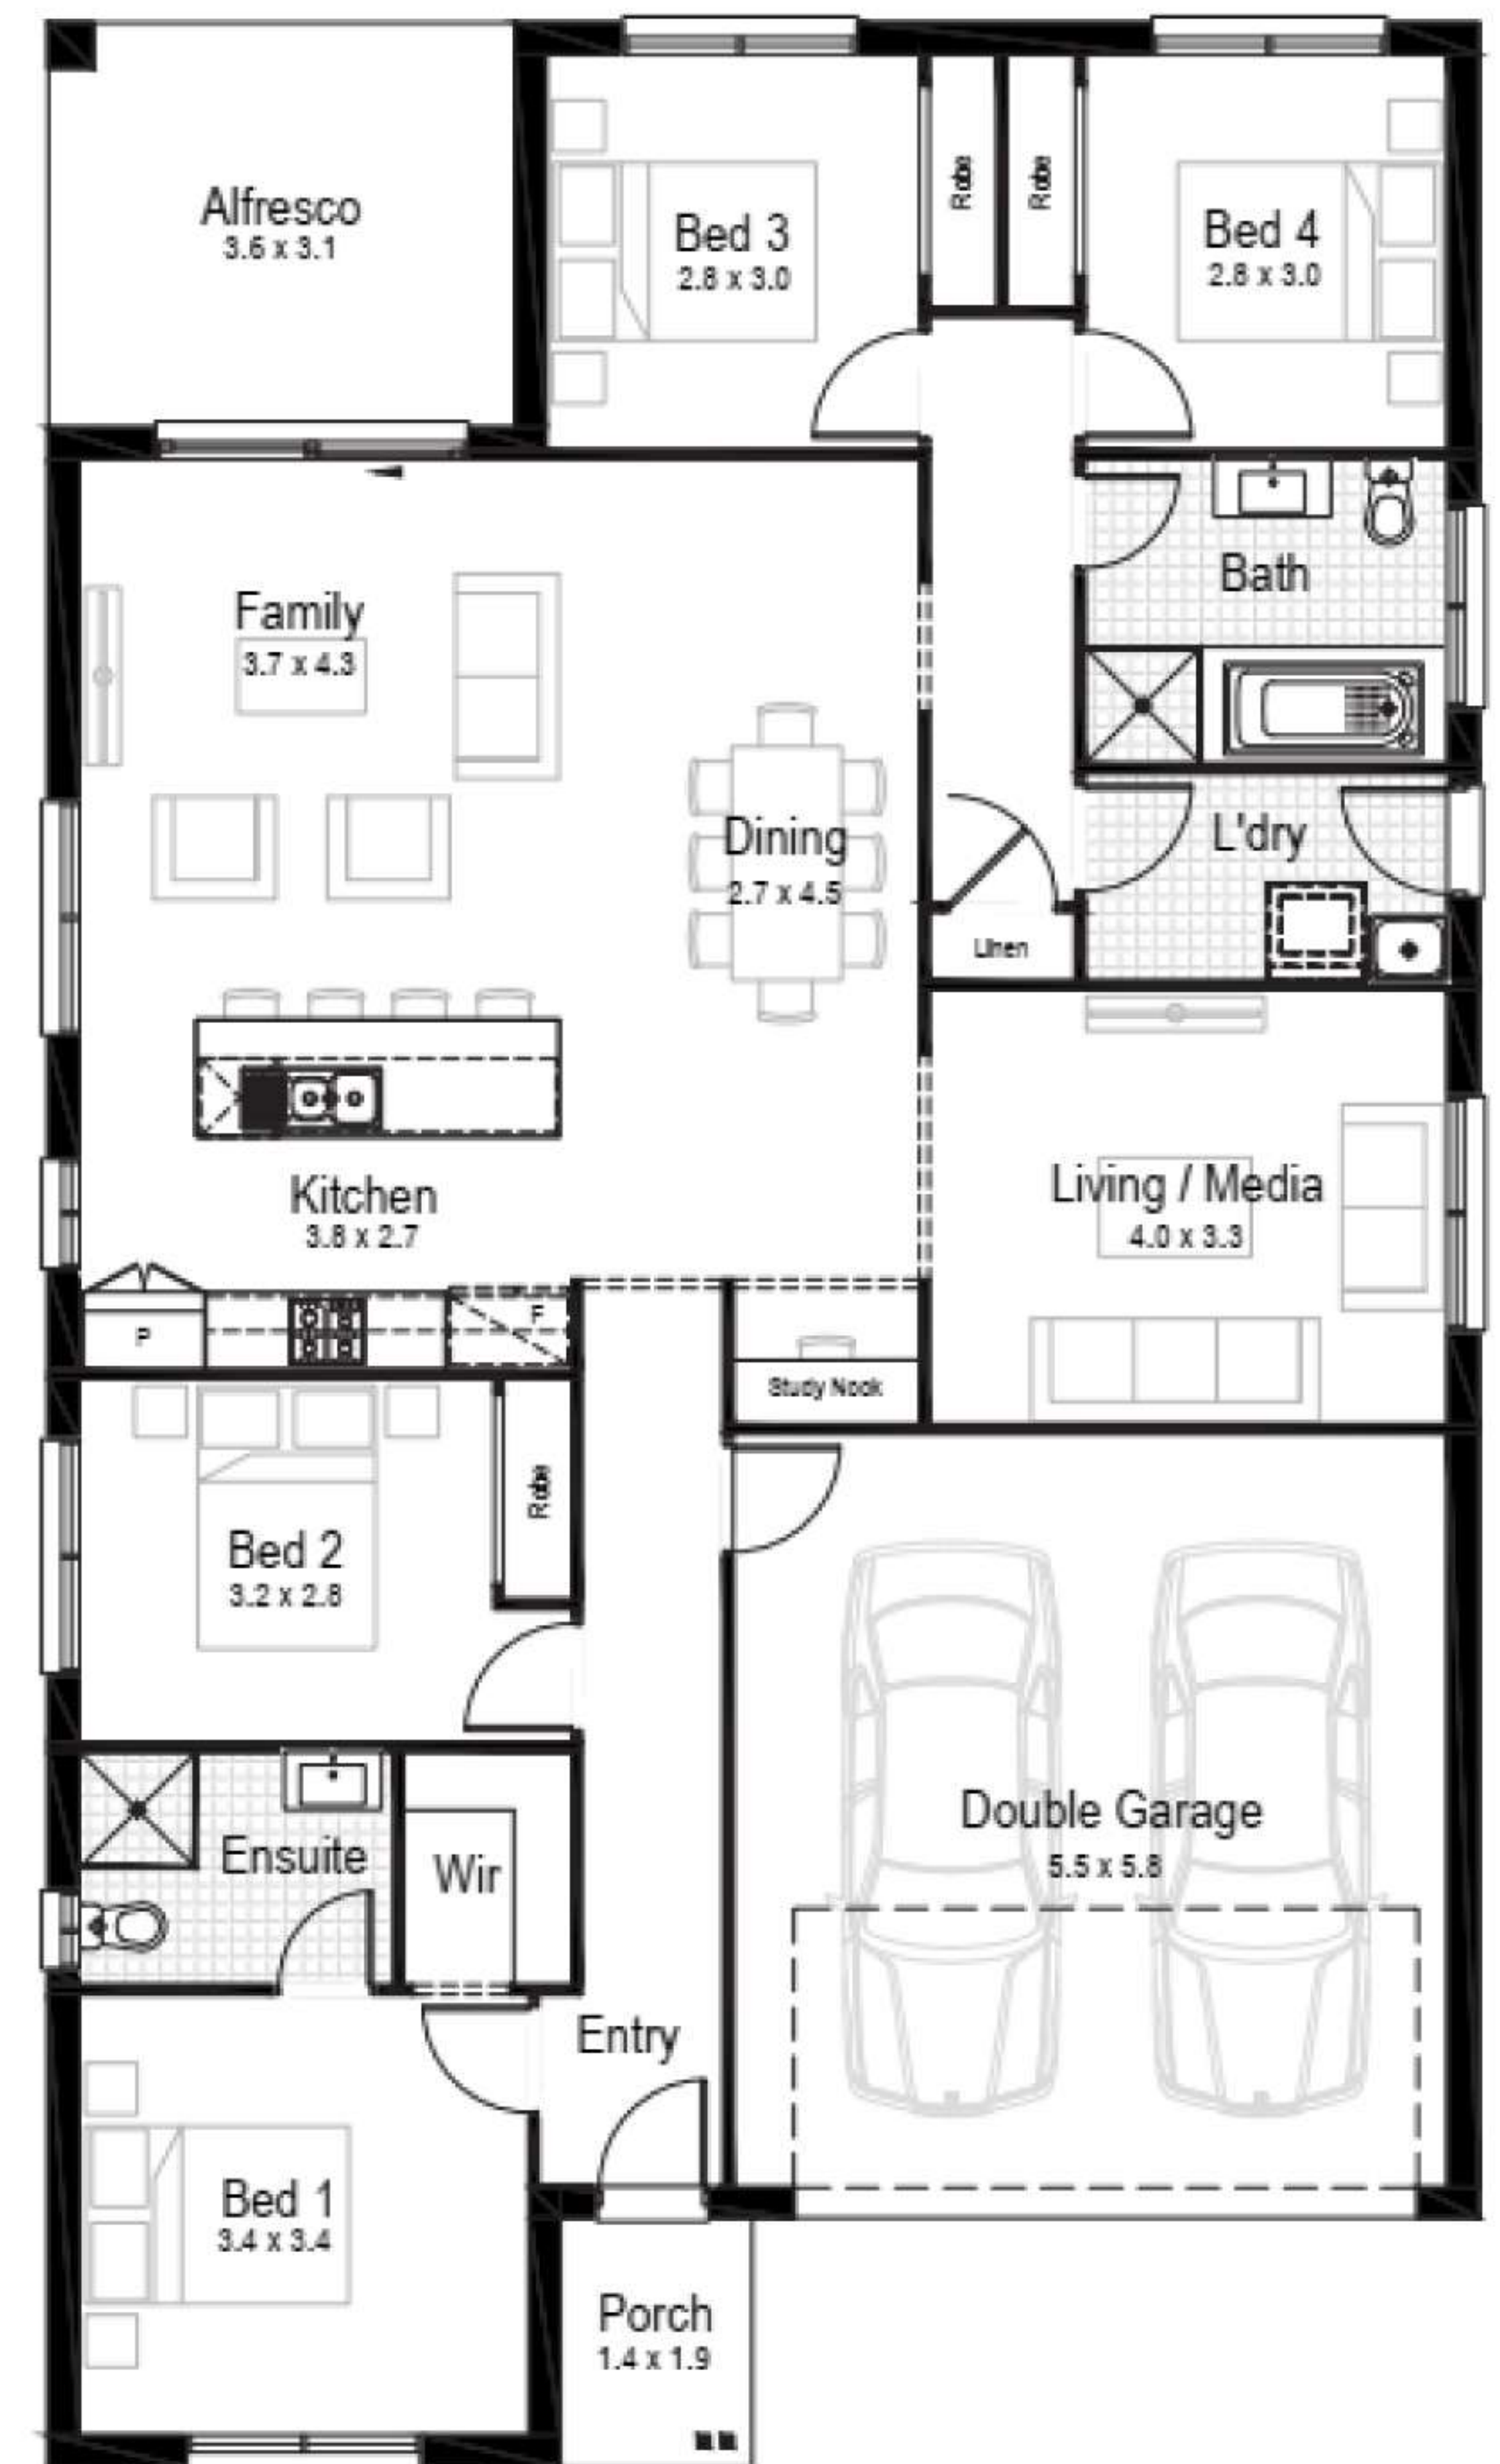 Alfresco
3.6 x 3.1
Bed 3
2.8 x 3.0
Robe
Robe
Bed 4
2.8 x 3.0
Family
3.7 x 4.3
Bath
Dining
2.7 x 4.5
L'dry
Linen
Kitchen
3.8 x 2.7
Living / Media
4.0 x 3.3
P
F
Study Nook
Robe
Bed 2
3.2 x 2.8
Ensuite
Wir
Double Garage
5.5 x 5.8
Entry
Bed 1
3.4 x 3.4
Porch
1.4 x 1.9